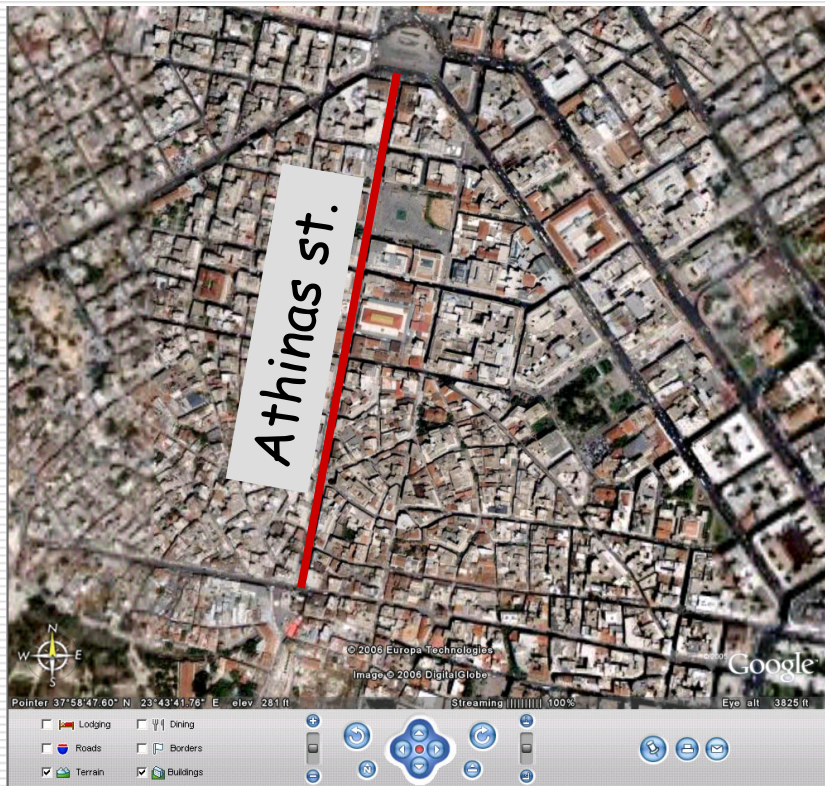 Athinas st.
N
W E
S
© 2006 Europa Technologies
Image © 2006 DigitalGlobe
©2005 Google
Pointer 37°58'47.60" N 23°43'41.76" E elev 281 ft Streaming |||||||||| 100% Eye alt 3825 ft
Lodging Dining
Roads Borders
Terrain Buildings
N